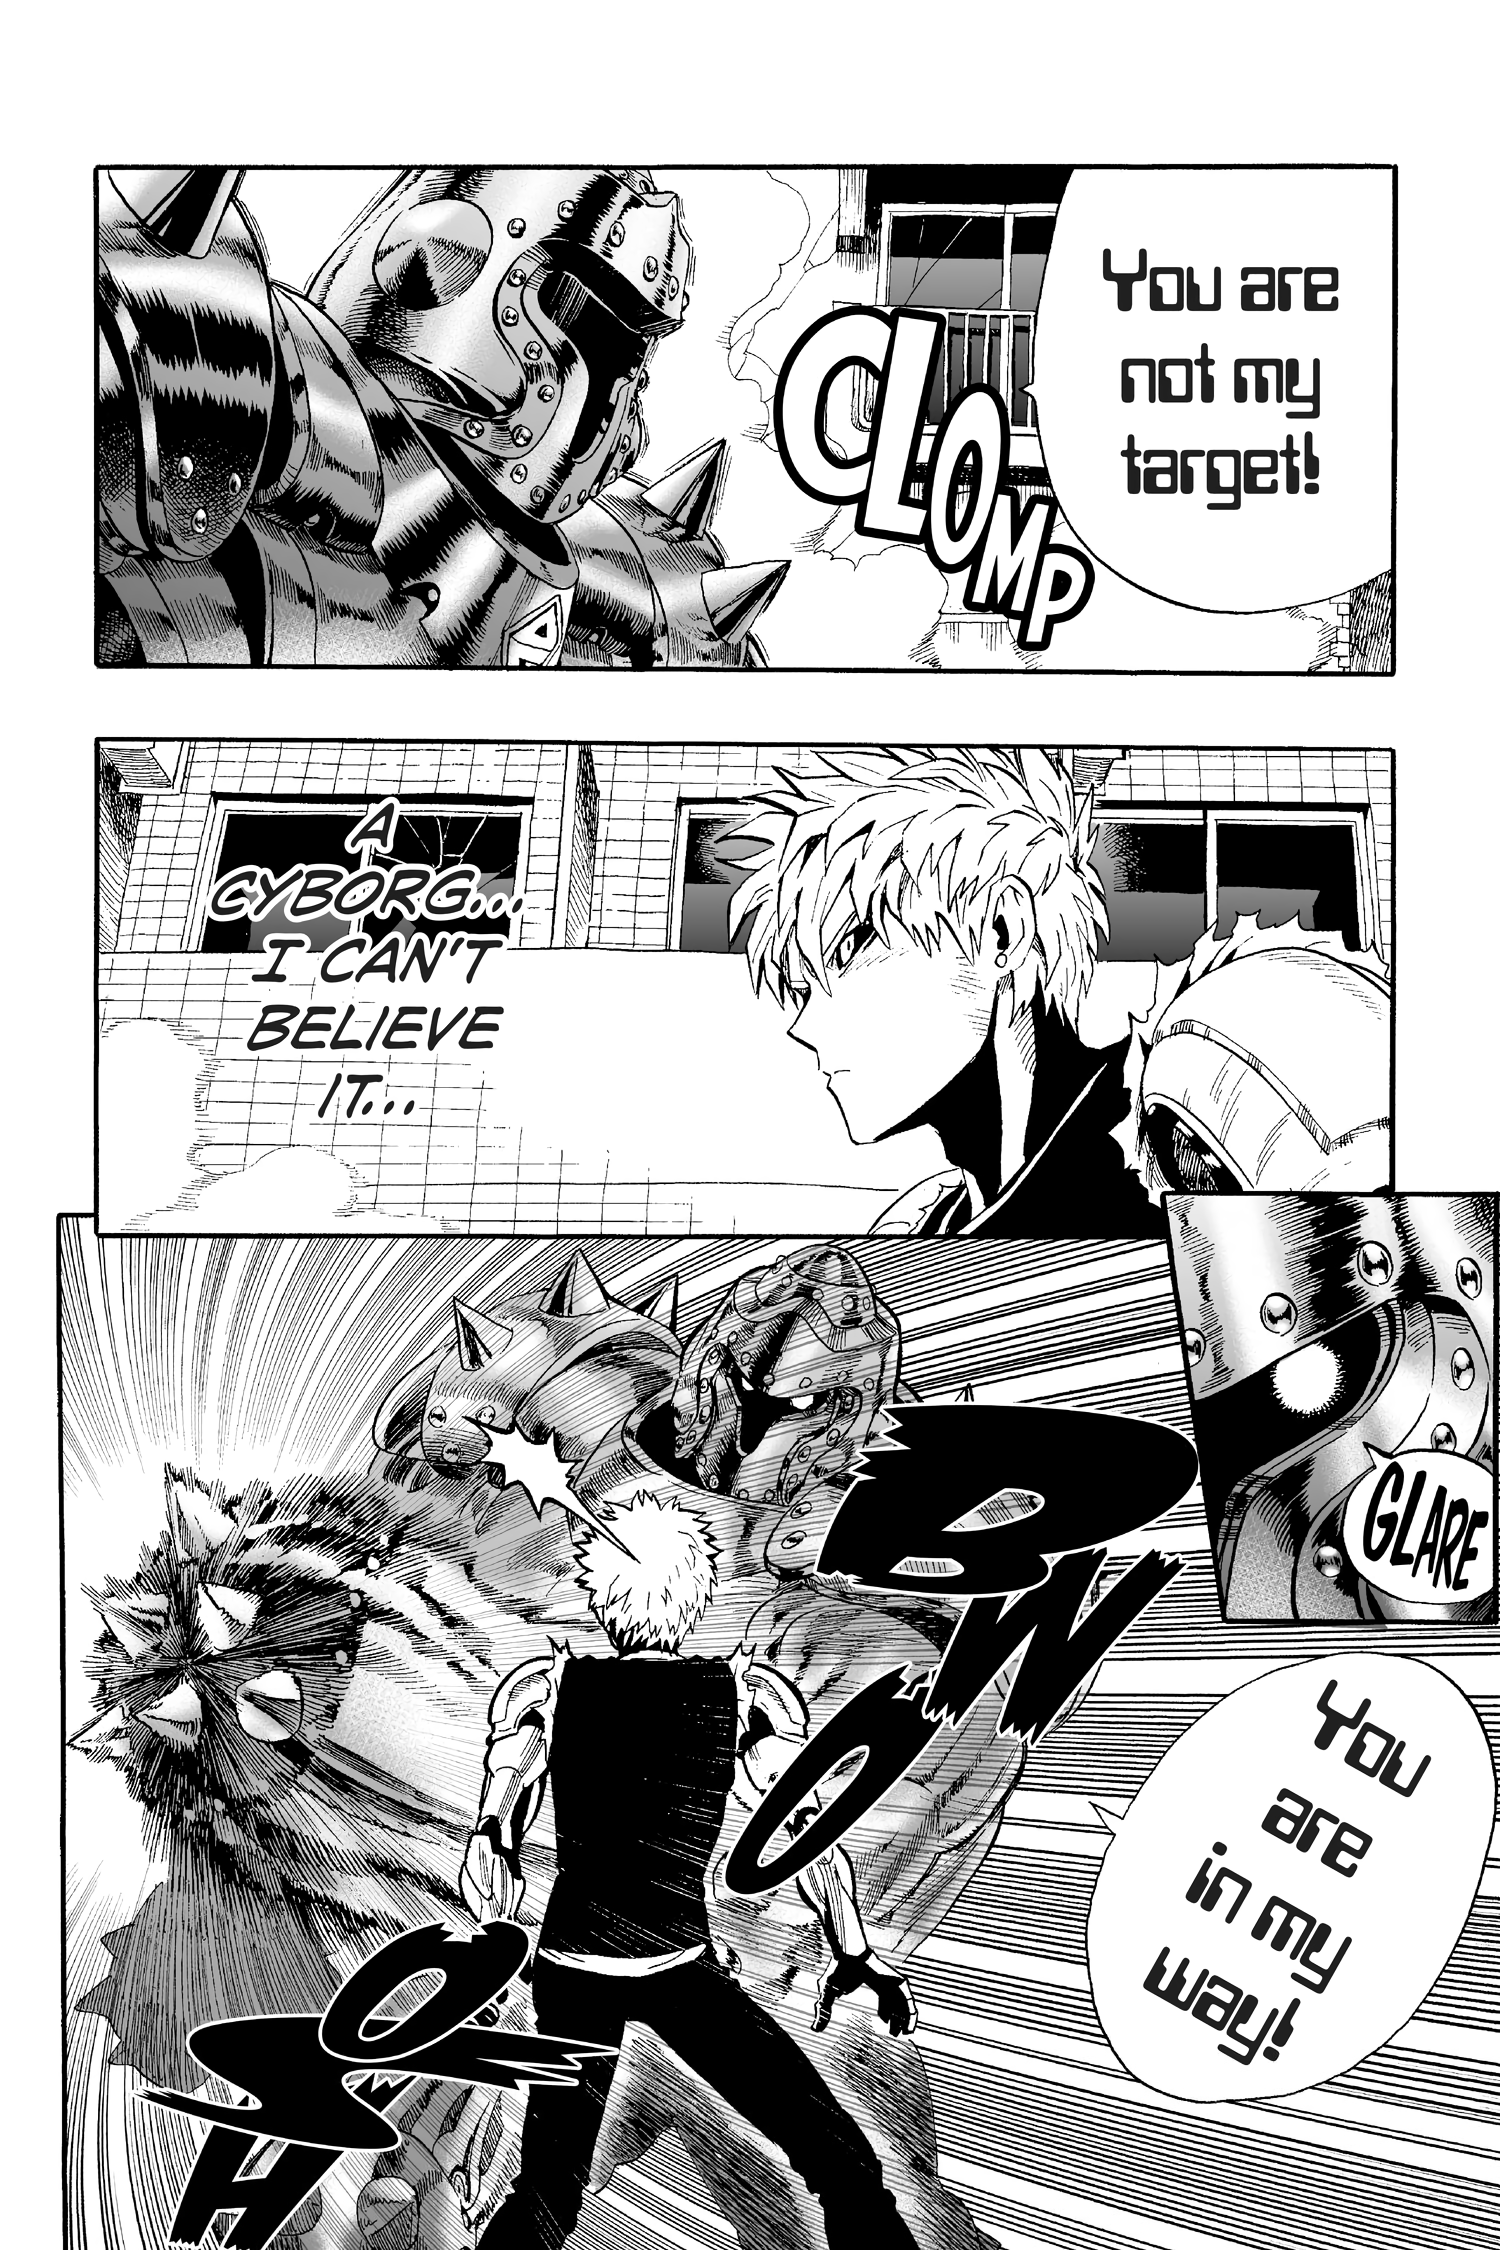 You are
not my
target!
CLOMP
A
CYBORG...
I CAN'T
BELIEVE
IT...
GLARE
BWOOSH
You
are
in my
way!